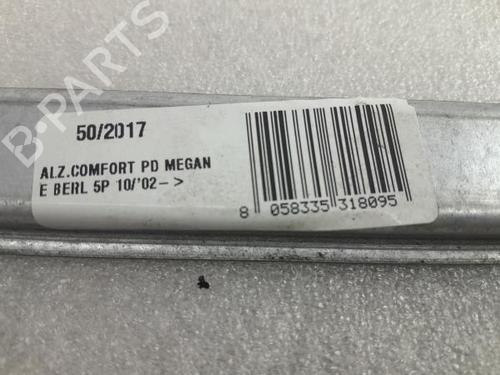 50/2017
ALZ.COMFORT PD MEGAN
E BERL 5P 10/'02->
8 058335 318095
B-PARTS